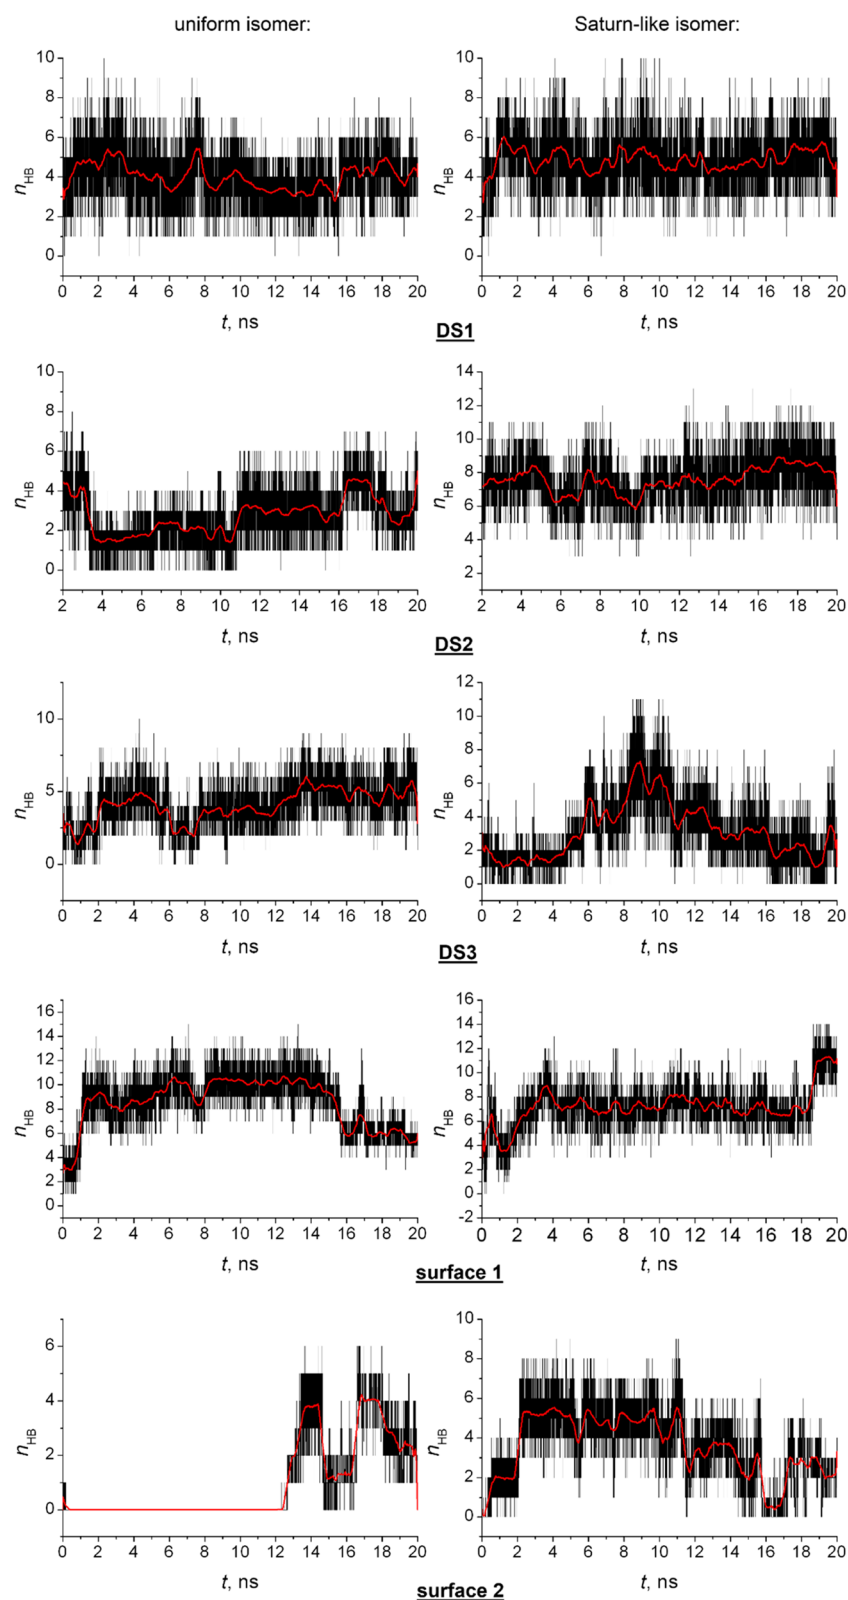 uniform isomer: Saturn-like isomer:
10 10
8 8
6 6
4 4
2 2
0 0
n_HB n_HB
0 2 4 6 8 10 12 14 16 18 20 0 2 4 6 8 10 12 14 16 18 20
t, ns t, ns
DS1
10 14
8 12
6 10
4 8
2 6
0 4
2
n_HB n_HB
2 4 6 8 10 12 14 16 18 20 2 4 6 8 10 12 14 16 18 20
t, ns t, ns
DS2
10 12
5 10
0 8
6
4
2
0
n_HB n_HB
0 2 4 6 8 10 12 14 16 18 20 0 2 4 6 8 10 12 14 16 18 20
t, ns t, ns
DS3
16 16
14 14
12 12
10 10
8 8
6 6
4 4
2 2
0 0
-2
n_HB n_HB
0 2 4 6 8 10 12 14 16 18 20 0 2 4 6 8 10 12 14 16 18 20
t, ns t, ns
surface 1
6 10
4 8
2 6
0 4
2
0
n_HB n_HB
0 2 4 6 8 10 12 14 16 18 20 0 2 4 6 8 10 12 14 16 18 20
t, ns t, ns
surface 2